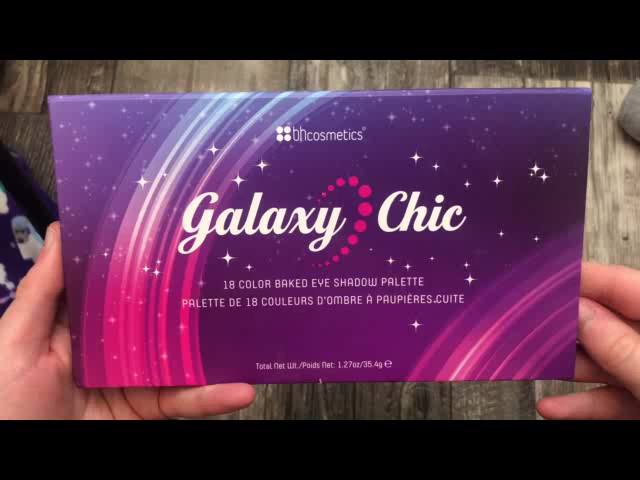 bhcosmetics®
Galaxy Chic
18 COLOR BAKED EYE SHADOW PALETTE
PALETTE DE 18 COULEURS D'OMBRE À PAUPIÈRES.CUITE
Total Net Wt./Poids Net: 1.27oz/35.4g ℮